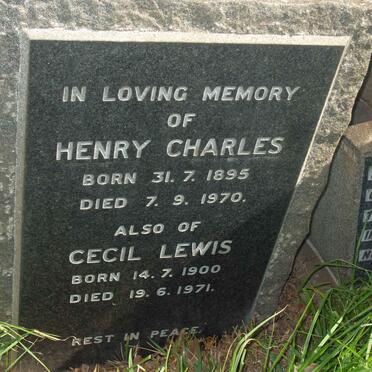 IN LOVING MEMORY
OF
HENRY CHARLES
BORN 31. 7. 1895
DIED 7. 9. 1970.
ALSO OF
CECIL LEWIS
BORN 14. 7. 1900
DIED 19. 6. 1971.
REST IN PEACE.